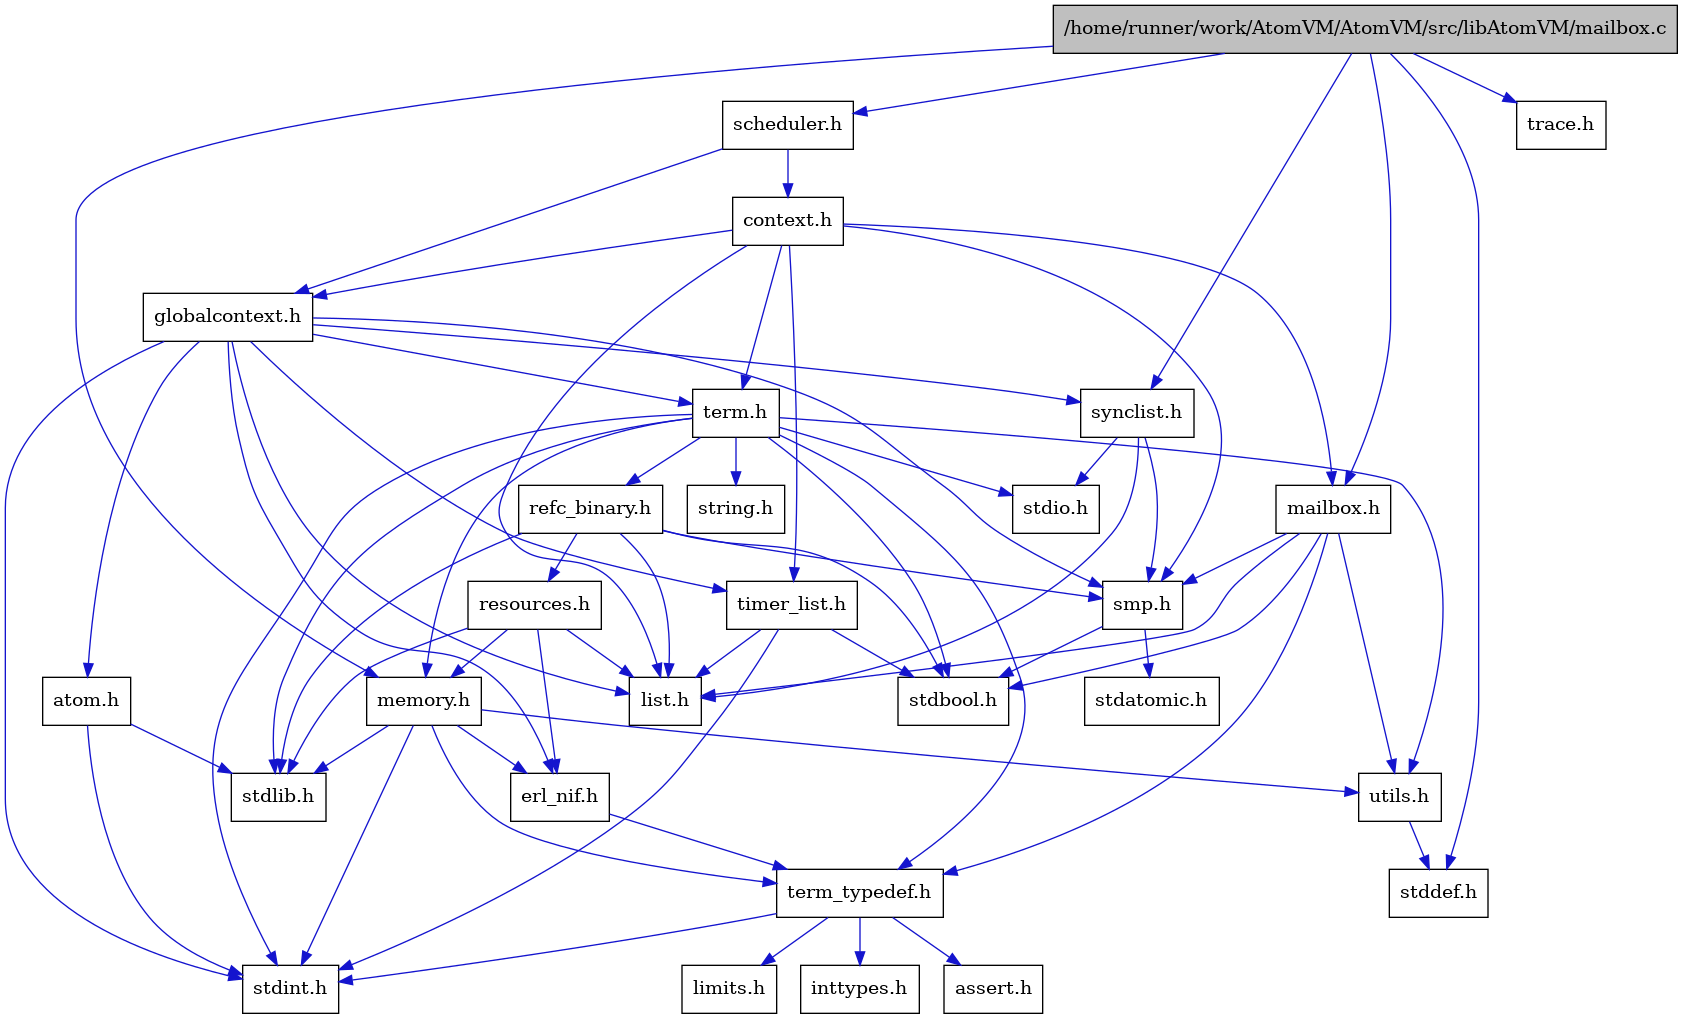 /home/runner/work/AtomVM/AtomVM/src/libAtomVM/mailbox.c
scheduler.h
trace.h
context.h
globalcontext.h
term.h
synclist.h
refc_binary.h
string.h
stdio.h
mailbox.h
resources.h
timer_list.h
smp.h
atom.h
memory.h
list.h
stdbool.h
stdatomic.h
stdlib.h
erl_nif.h
utils.h
term_typedef.h
stddef.h
stdint.h
limits.h
inttypes.h
assert.h